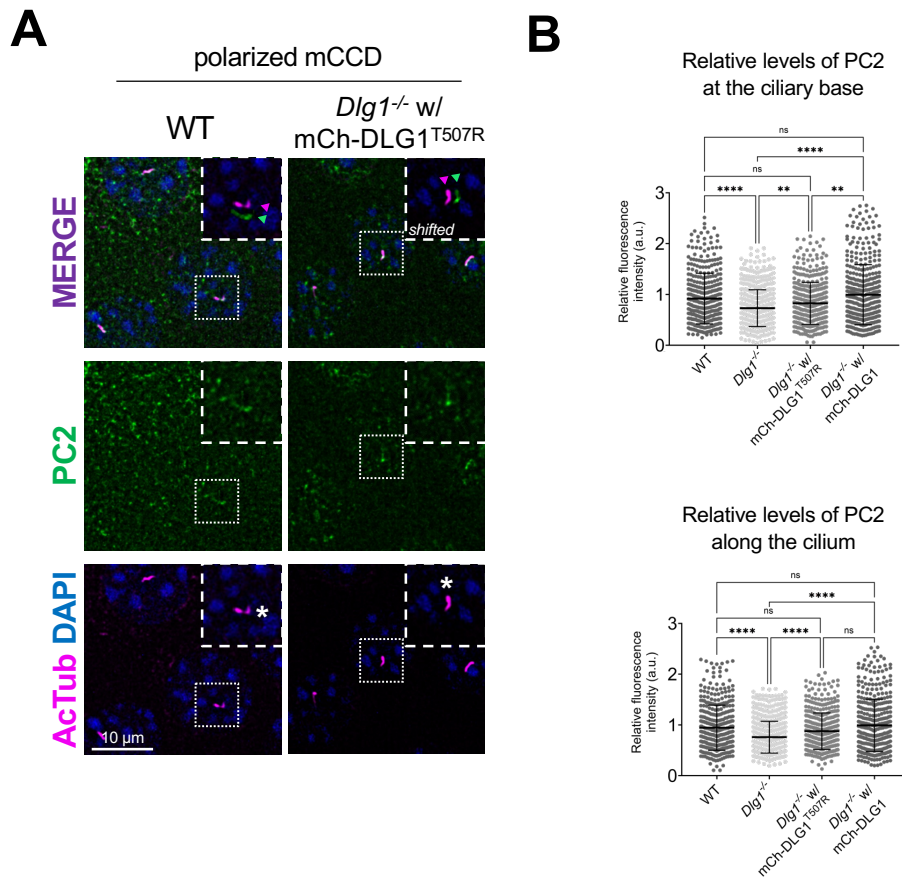 A
polarized mCCD
WT
Dlg1-/- w/
mCh-DLG1T507R
MERGE
shifted
PC2
AcTub DAPI
*
*
10 µm
B
Relative levels of PC2
at the ciliary base
ns
****
ns
****
**
**
Relative fluorescence
intensity (a.u.)
3
2
1
0
WT
Dlg1-/-
Dlg1-/- w/
mCh-DLG1T507R
Dlg1-/- w/
mCh-DLG1
Relative levels of PC2
along the cilium
ns
****
ns
****
****
ns
Relative fluorescence
intensity (a.u.)
3
2
1
0
WT
Dlg1-/-
Dlg1-/- w/
mCh-DLG1T507R
Dlg1-/- w/
mCh-DLG1